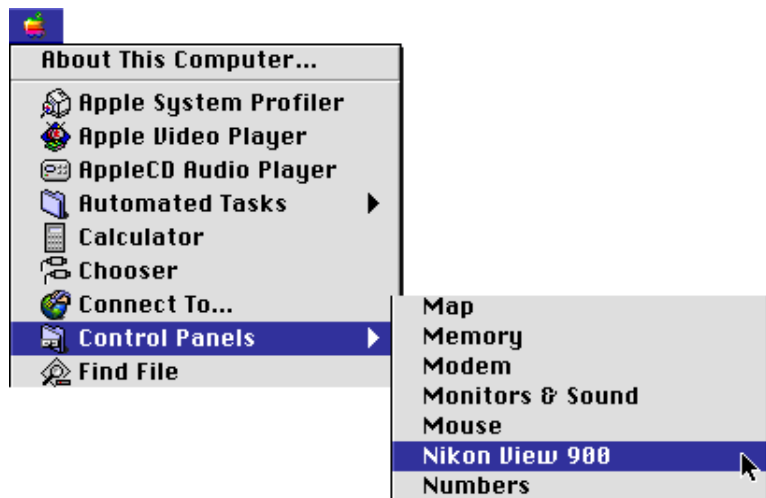 About This Computer...
Apple System Profiler
Apple Video Player
AppleCD Audio Player
Automated Tasks
Calculator
Chooser
Connect To...
Control Panels
Find File
Map
Memory
Modem
Monitors & Sound
Mouse
Nikon View 900
Numbers